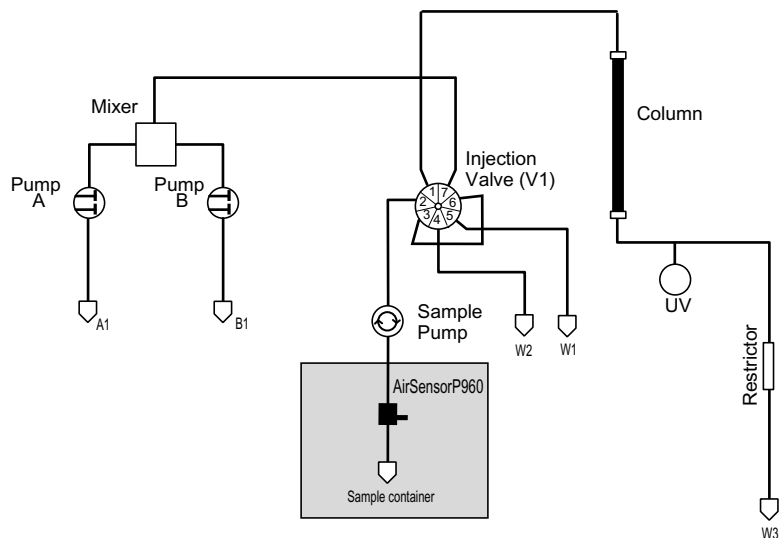 Mixer
Pump
A
Pump
B
A1
B1
Injection
Valve (V1)
1
7
2
6
3
5
4
Column
Sample
Pump
W2
W1
UV
Restrictor
AirSensorP960
Sample container
W3